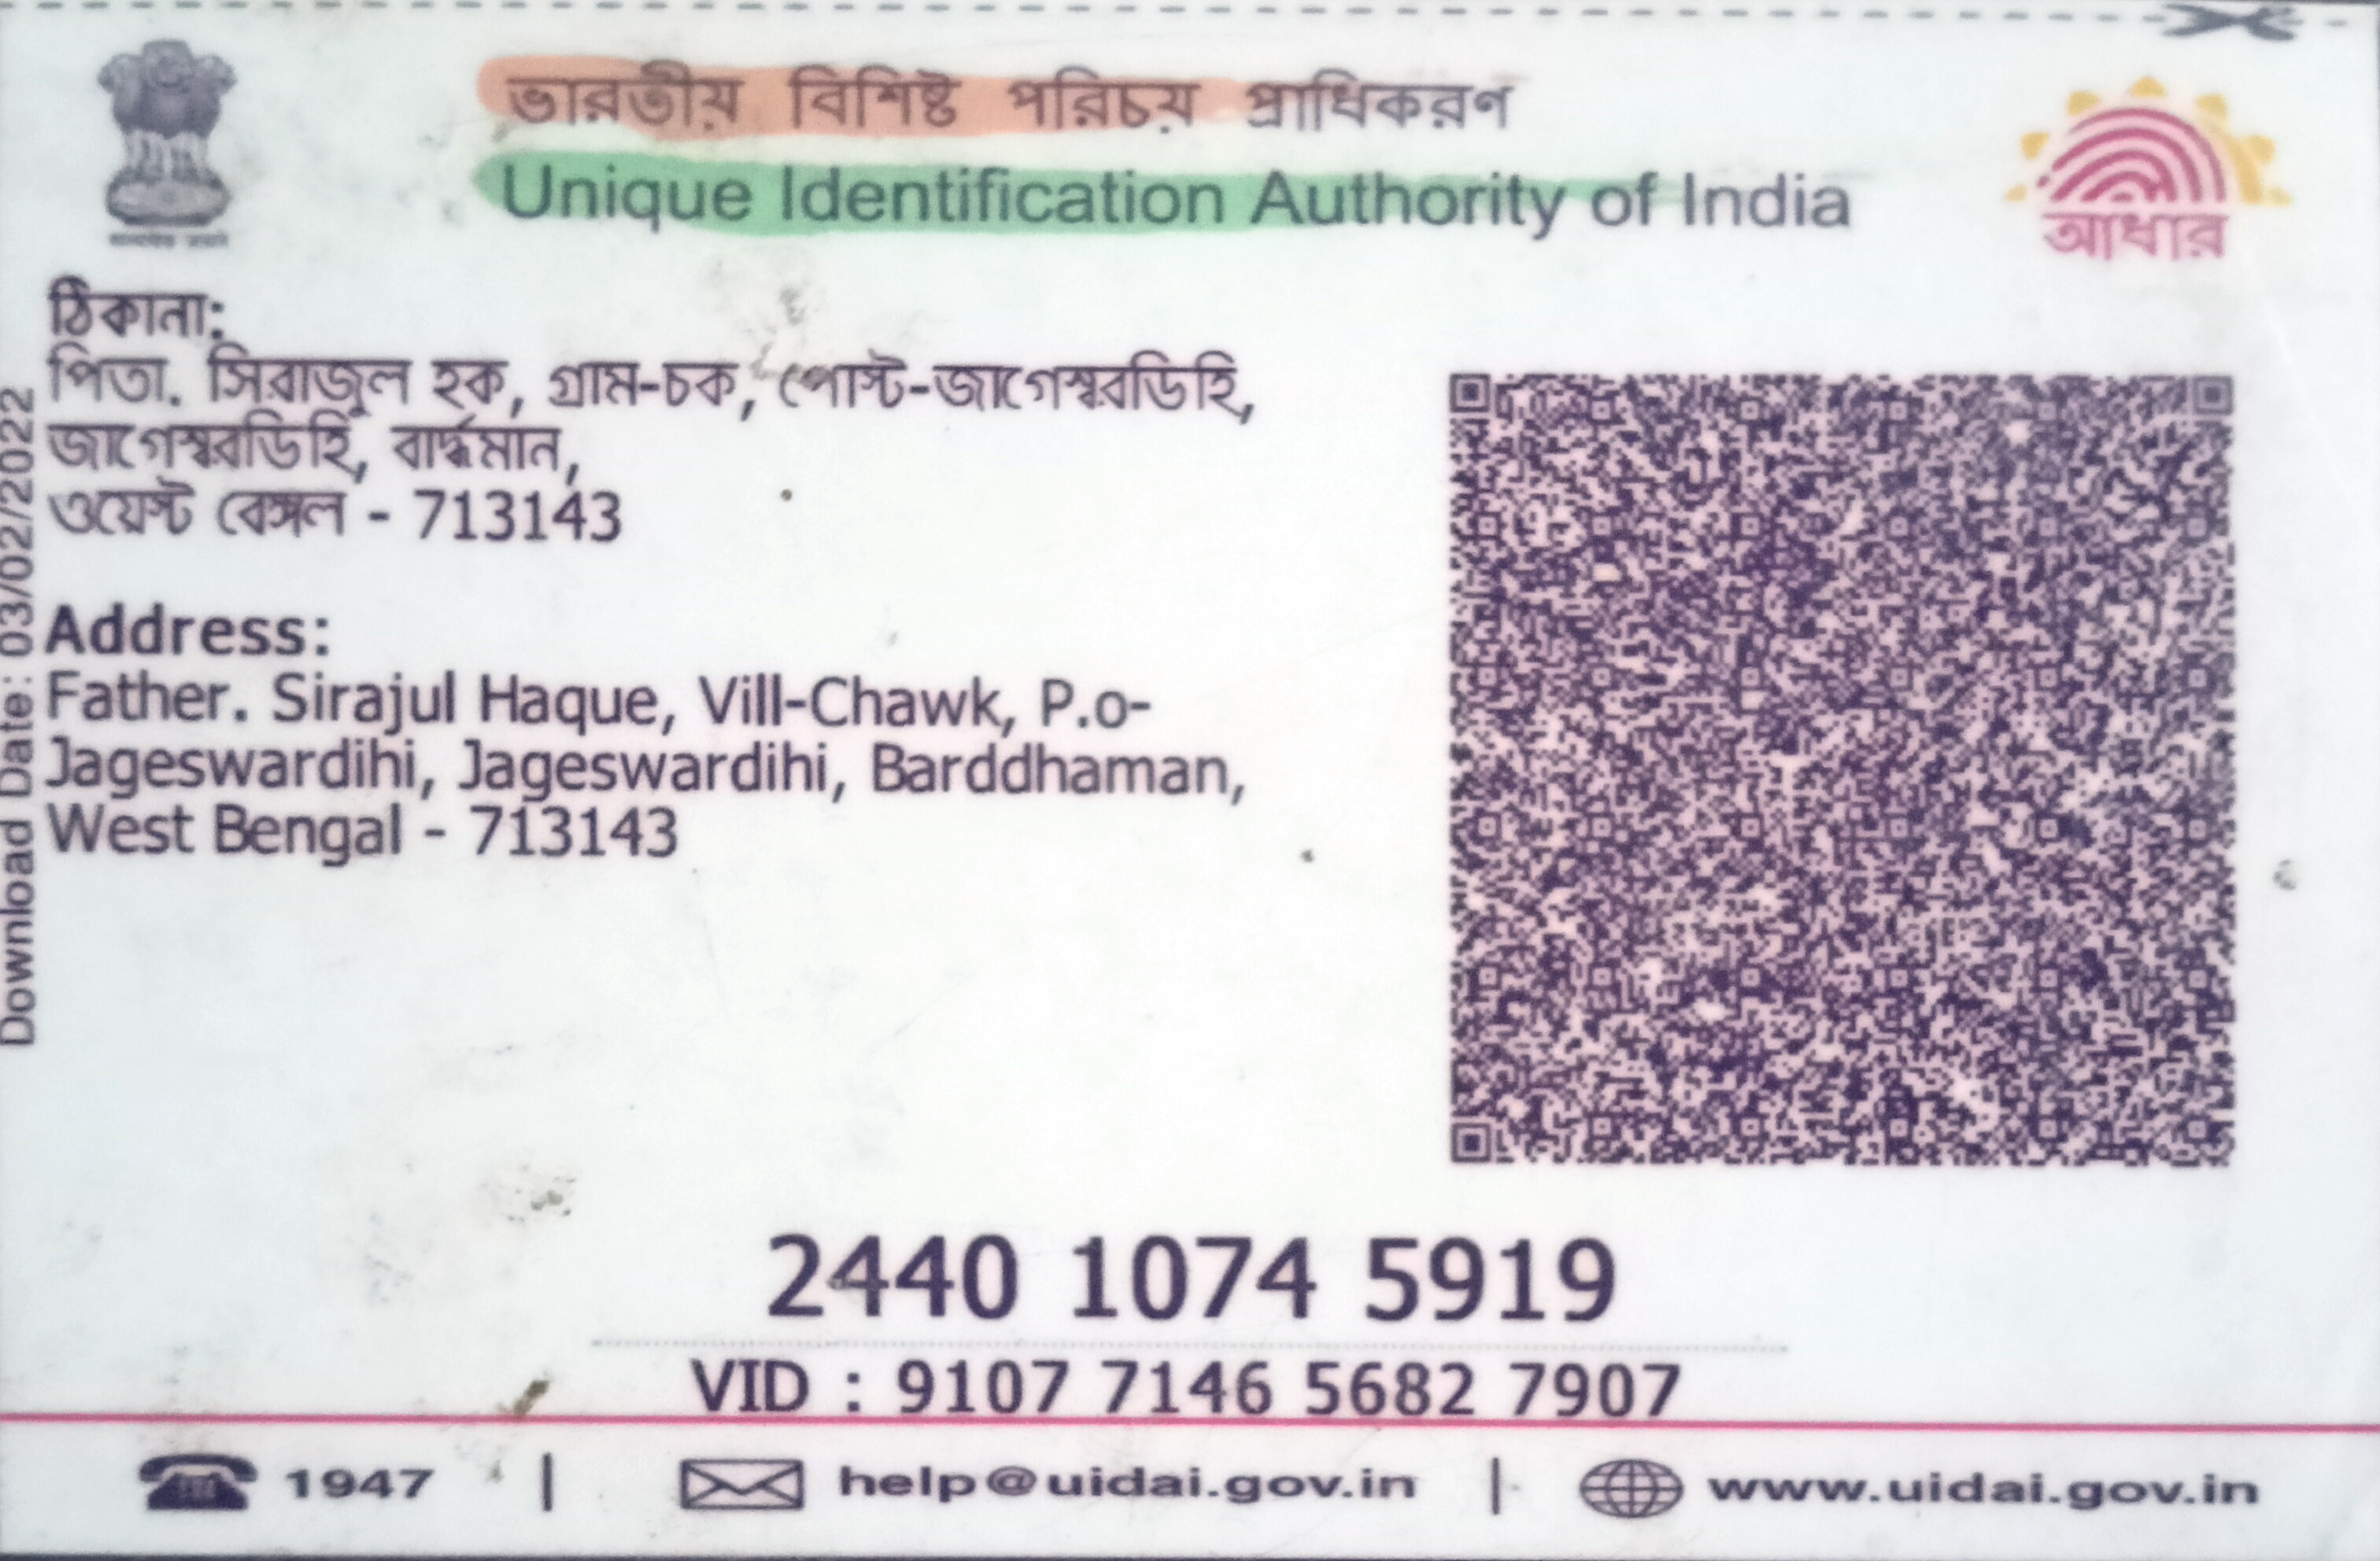 ভারতীয় বিশিষ্ট পরিচয় প্রাধিকরণ
Unique Identification Authority of India
আধার
ঠিকানা:
পিতা. সিরাজুল হক, গ্রাম-চক, পোস্ট-জাগেস্বরডিহি,
জাগেস্বরডিহি, বার্দ্ধমান,
ওয়েস্ট বেঙ্গল - 713143
Address:
Father. Sirajul Haque, Vill-Chawk, P.o-
Jageswardihi, Jageswardihi, Barddhaman,
West Bengal - 713143
Download Date: 03/02/2022
2440 1074 5919
VID : 9107 7146 5682 7907
1947 | help@uidai.gov.in | www.uidai.gov.in